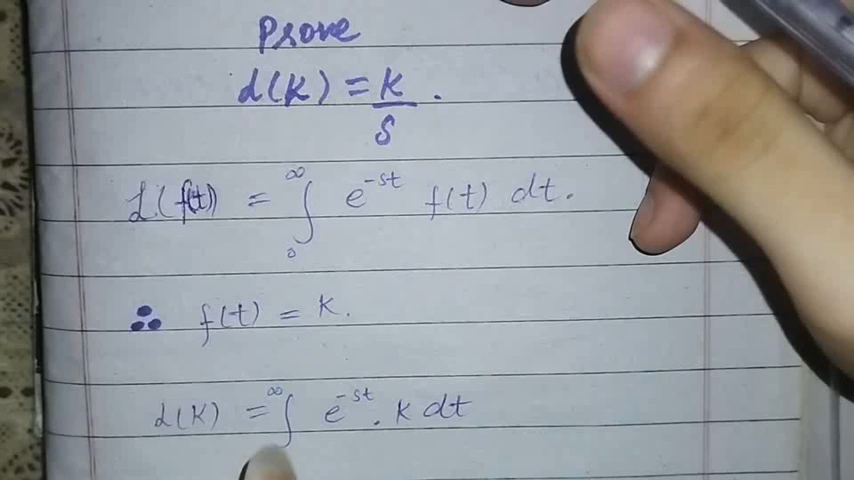 Prove
L(K) = K/S .
L(f(t)) = ∫₀^∞ e^-st f(t) dt.
∴ f(t) = K.
L(K) = ∫^∞ e^-st . K dt